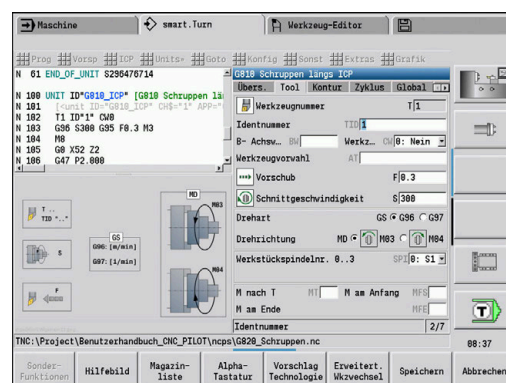 Maschine smart.Turn Werkzeug-Editor
Prog Vorsp ICP Units» Goto Konfig Sonst Extras Grafik
N 61 END_OF_UNIT S296476714
N 100 UNIT ID"G810_ICP" [G810 Schruppen län
N 101 [<unit ID="G810_ICP" CH$="1" APP="
N 102 T1 ID"1" CW0
N 103 G96 S300 G95 F0.3 M3
N 104 M8
N 105 G0 X52 Z2
N 106 G47 P2.000
G810 Schruppen längs ICP
Übers. Tool Kontur Zyklus Global
Werkzeugnummer T 1
Identnummer TID 1
B- Achsw… BW Werkz… CW 0: Nein
Werkzeugvorwahl AT
Vorschub F 0.3
Schnittgeschwindigkeit S 300
Drehart GS G96 G97
Drehrichtung MD M03 M04
Werkstückspindelnr. 0..3 SPI 0: S1
M nach T MT M am Anfang MFS
M am Ende MFE
Identnummer 2/7
T ..
TID ".."
S
F
GS
G96: [m/min]
G97: [1/min]
MD
M03
M04
T
TNC:\Project\Benutzerhandbuch_CNC_PILOT\ncps\G820_Schruppen.nc
08:37
Sonder-Funktionen Hilfebild Magazin-liste Alpha-Tastatur Vorschlag Technologie Erweitert. Wkzwechsel Speichern Abbrechen